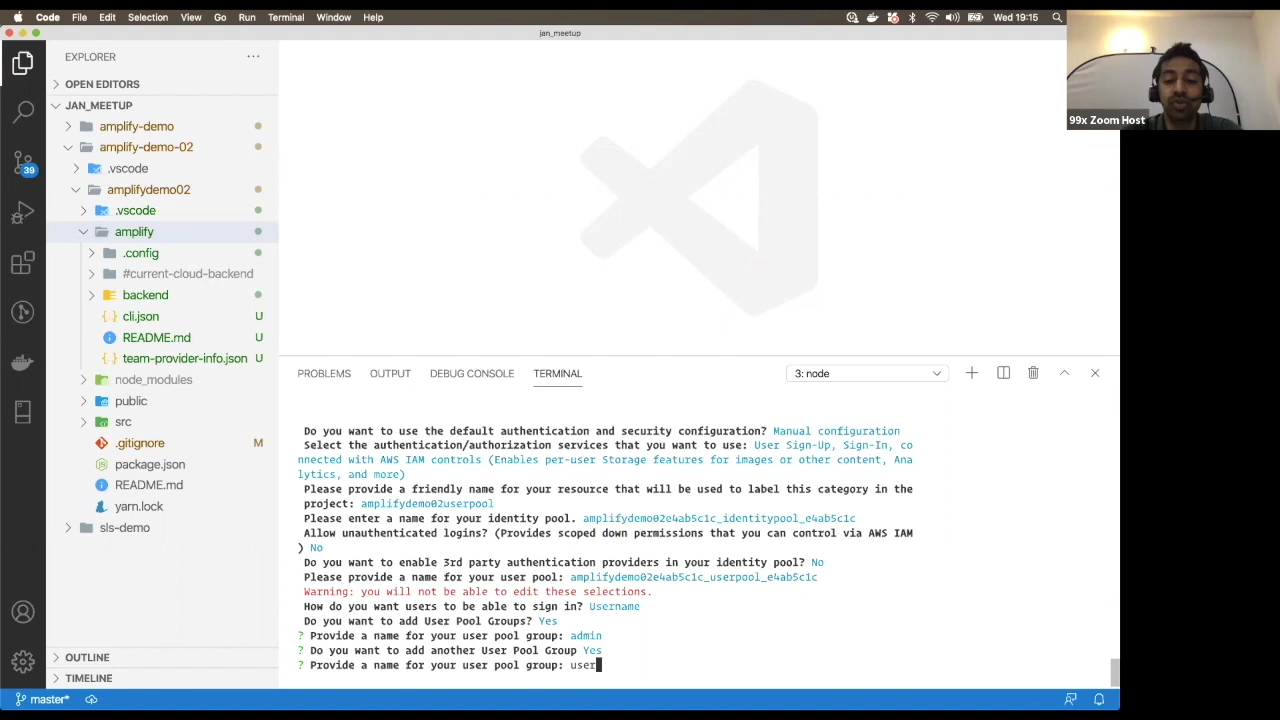 Code File Edit Selection View Go Run Terminal Window Help Wed 19:15
jan_meetup
EXPLORER
OPEN EDITORS
JAN_MEETUP
amplify-demo
amplify-demo-02
.vscode
39
amplifydemo02
.vscode
amplify
.config
#current-cloud-backend
backend
cli.json U
README.md U
team-provider-info.json U
node_modules
public
src
.gitignore M
package.json
README.md
yarn.lock
sls-demo
OUTLINE
TIMELINE
master*
99x Zoom Host
PROBLEMS OUTPUT DEBUG CONSOLE TERMINAL 3: node
Do you want to use the default authentication and security configuration? Manual configuration
Select the authentication/authorization services that you want to use: User Sign-Up, Sign-In, co
nnected with AWS IAM controls (Enables per-user Storage features for images or other content, Ana
lytics, and more)
Please provide a friendly name for your resource that will be used to label this category in the
project: amplifydemo02userpool
Please enter a name for your identity pool. amplifydemo02e4ab5c1c_identitypool_e4ab5c1c
Allow unauthenticated logins? (Provides scoped down permissions that you can control via AWS IAM
) No
Do you want to enable 3rd party authentication providers in your identity pool? No
Please provide a name for your user pool: amplifydemo02e4ab5c1c_userpool_e4ab5c1c
Warning: you will not be able to edit these selections.
How do you want users to be able to sign in? Username
Do you want to add User Pool Groups? Yes
? Provide a name for your user pool group: admin
? Do you want to add another User Pool Group Yes
? Provide a name for your user pool group: user